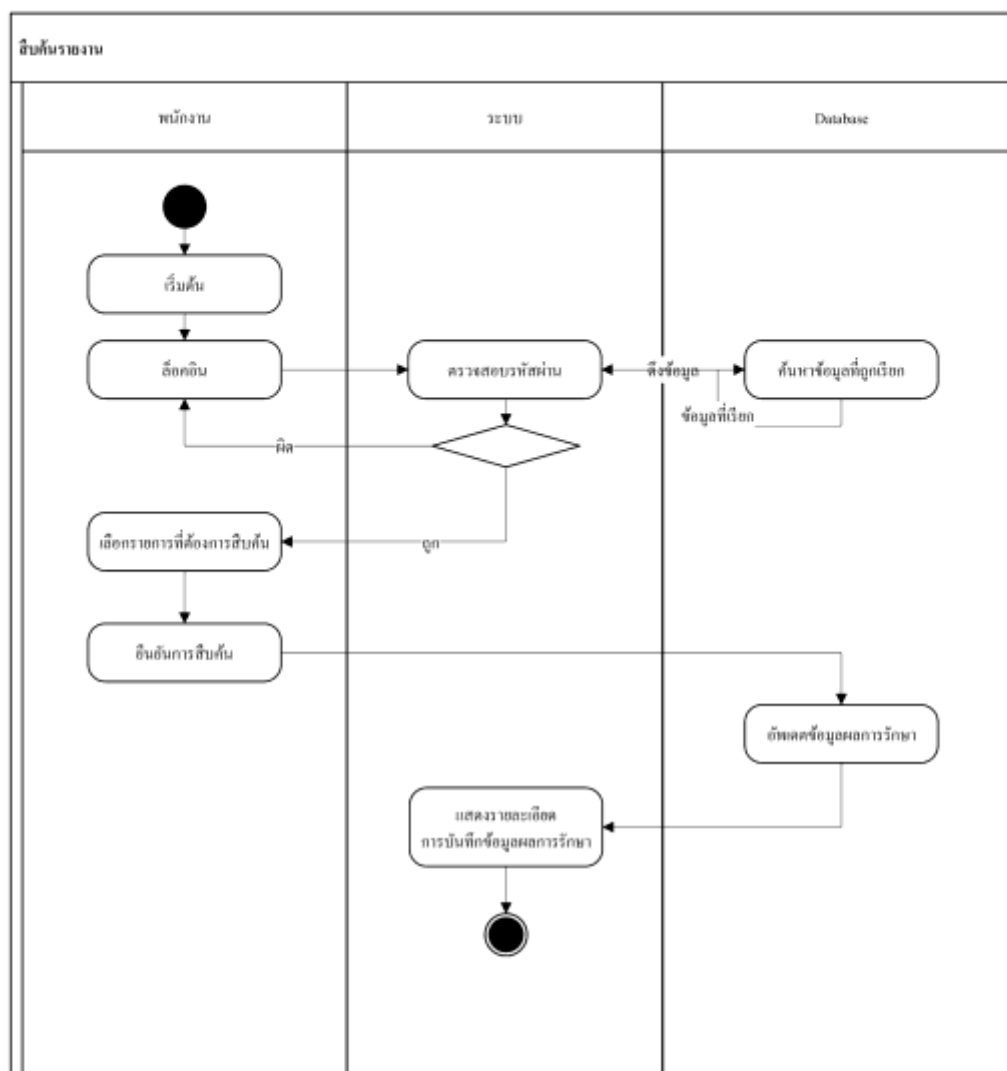 สืบค้นรายงาน
พนักงาน
ระบบ
Database
เริ่มต้น
ล็อคอิน
ตรวจสอบรหัสผ่าน
ดึงข้อมูล
ค้นหาข้อมูลที่ถูกเรียก
ข้อมูลที่เรียก
ผิด
เลือกรายการที่ต้องการสืบค้น
ถูก
ยืนยันการสืบค้น
อัพเดตข้อมูลผลการรักษา
แสดงรายละเอียด
การบันทึกข้อมูลผลการรักษา